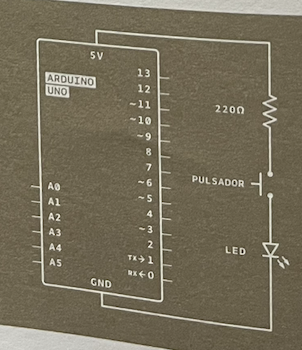 5V
ARDUINO
UNO
13
12
~11
~10
~9
8
7
~6
~5
4
~3
2
TX→1
RX←0
A0
A1
A2
A3
A4
A5
GND
220Ω
PULSADOR
LED